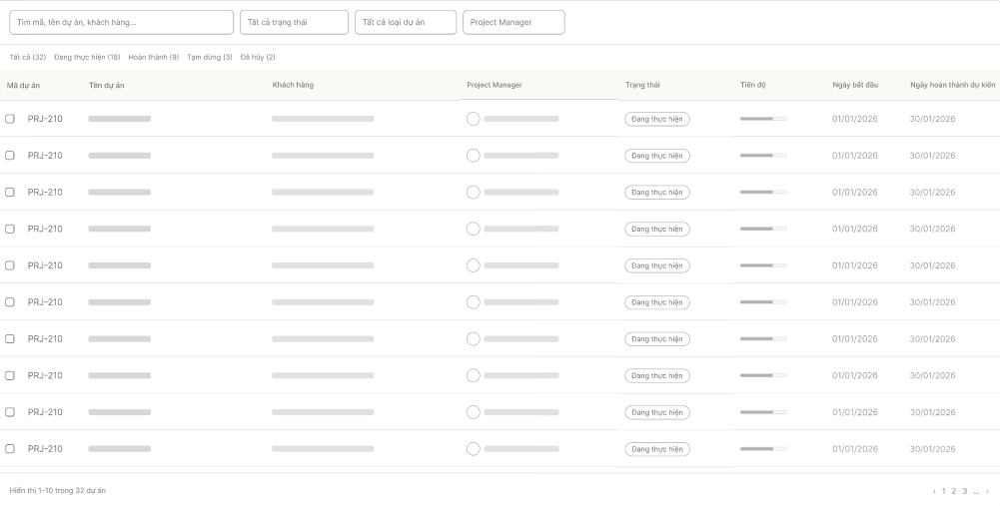 Tìm mã, tên dự án, khách hàng... Tất cả trạng thái Tất cả loại dự án Project Manager
Tất cả (32) Đang thực hiện (18) Hoàn thành (9) Tạm dừng (3) Đã hủy (2)
Mã dự án Tên dự án Khách hàng Project Manager Trạng thái Tiến độ Ngày bắt đầu Ngày hoàn thành dự kiến
PRJ-210 Đang thực hiện 01/01/2026 30/01/2026
PRJ-210 Đang thực hiện 01/01/2026 30/01/2026
PRJ-210 Đang thực hiện 01/01/2026 30/01/2026
PRJ-210 Đang thực hiện 01/01/2026 30/01/2026
PRJ-210 Đang thực hiện 01/01/2026 30/01/2026
PRJ-210 Đang thực hiện 01/01/2026 30/01/2026
PRJ-210 Đang thực hiện 01/01/2026 30/01/2026
PRJ-210 Đang thực hiện 01/01/2026 30/01/2026
PRJ-210 Đang thực hiện 01/01/2026 30/01/2026
PRJ-210 Đang thực hiện 01/01/2026 30/01/2026
Hiển thị 1–10 trong 32 dự án ‹ 1 2 3 ... ›